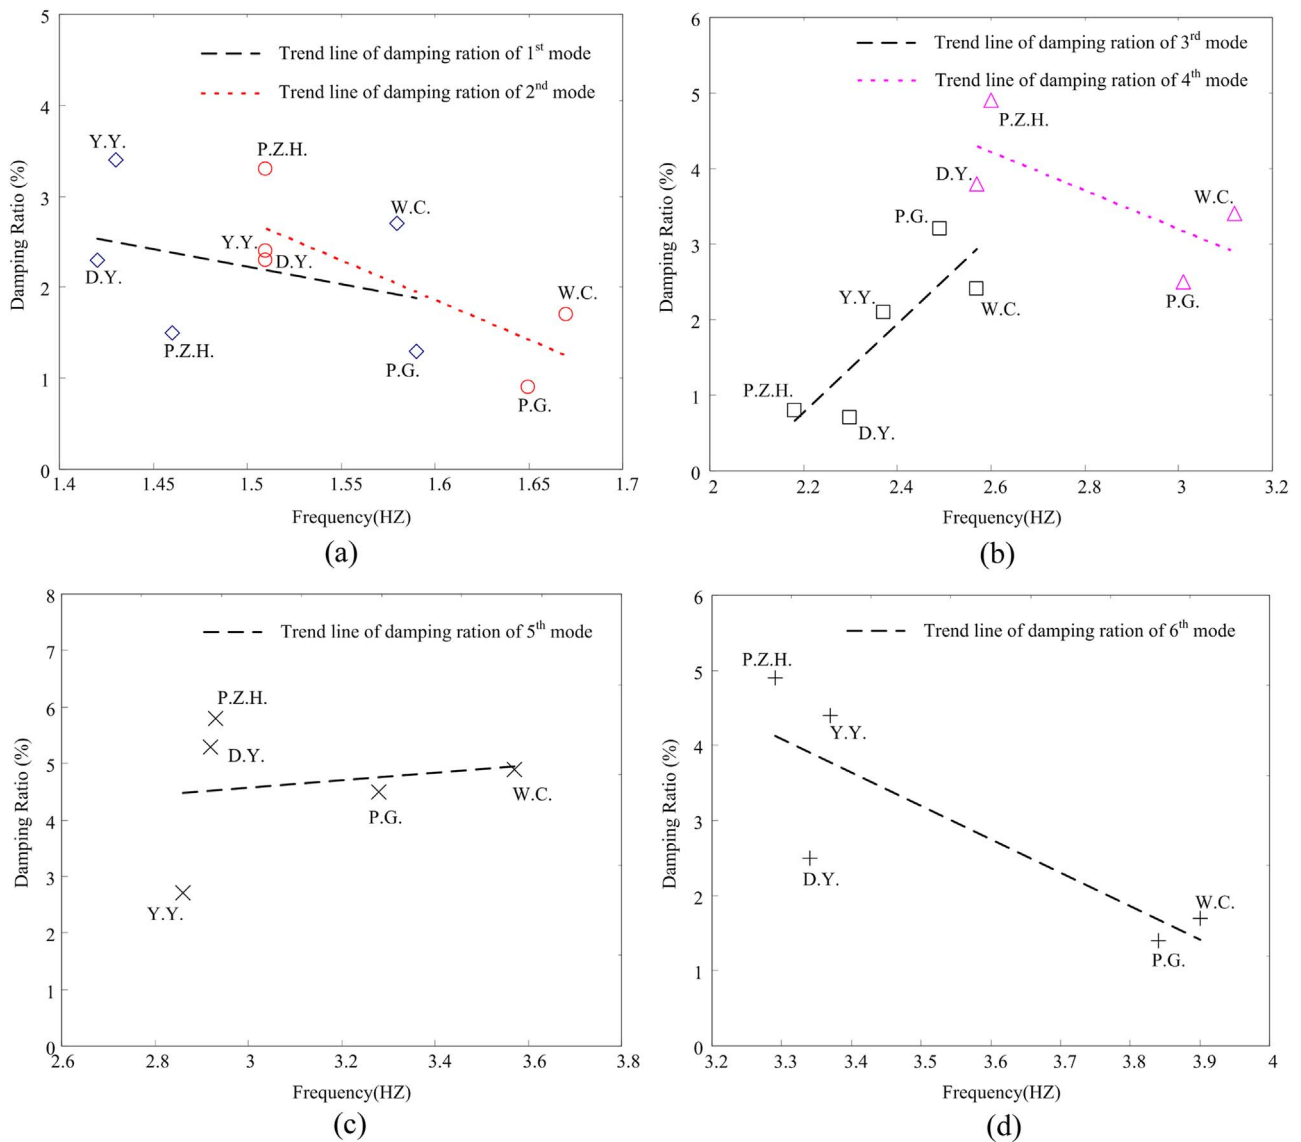 5
Trend line of damping ration of 1st mode
Trend line of damping ration of 2nd mode
4
Y.Y.
P.Z.H.
3
W.C.
Y.Y.
D.Y.
D.Y.
2
W.C.
P.Z.H.
P.G.
1
P.G.
0
1.4 1.45 1.5 1.55 1.6 1.65 1.7
Damping Ratio (%)
Frequency(HZ)
(a)
6
Trend line of damping ration of 3rd mode
Trend line of damping ration of 4th mode
5
P.Z.H.
4
D.Y.
W.C.
P.G.
3
Y.Y.
W.C.
P.G.
2
P.Z.H.
1
D.Y.
0
2 2.2 2.4 2.6 2.8 3 3.2
Damping Ratio (%)
Frequency(HZ)
(b)
8
Trend line of damping ration of 5th mode
7
P.Z.H.
6
D.Y.
5
W.C.
P.G.
4
3
Y.Y.
2
1
0
2.6 2.8 3 3.2 3.4 3.6 3.8
Damping Ratio (%)
Frequency(HZ)
(c)
6
Trend line of damping ration of 6th mode
P.Z.H.
5
Y.Y.
4
3
D.Y.
2
W.C.
P.G.
1
0
3.2 3.3 3.4 3.5 3.6 3.7 3.8 3.9 4
Damping Ratio (%)
Frequency(HZ)
(d)